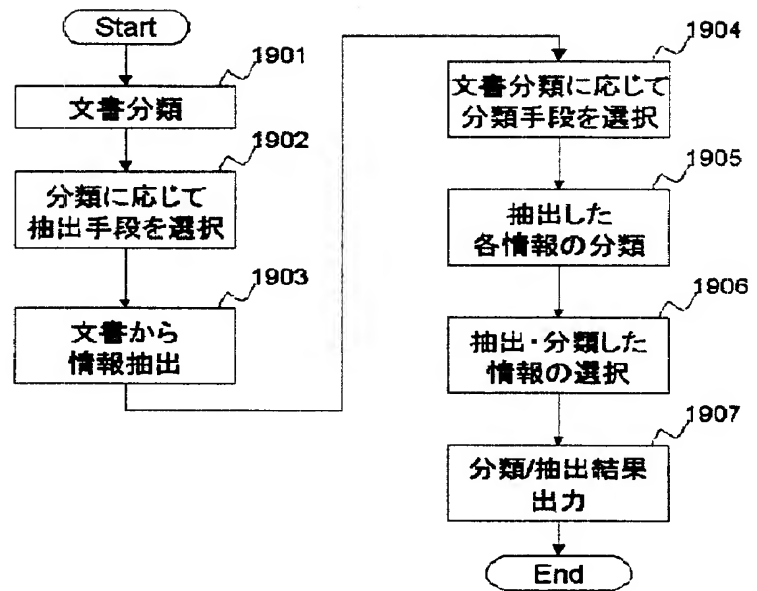 Start
1901
文書分類
1902
分類に応じて
抽出手段を選択
1903
文書から
情報抽出
1904
文書分類に応じて
分類手段を選択
1905
抽出した
各情報の分類
1906
抽出・分類した
情報の選択
1907
分類/抽出結果
出力
End